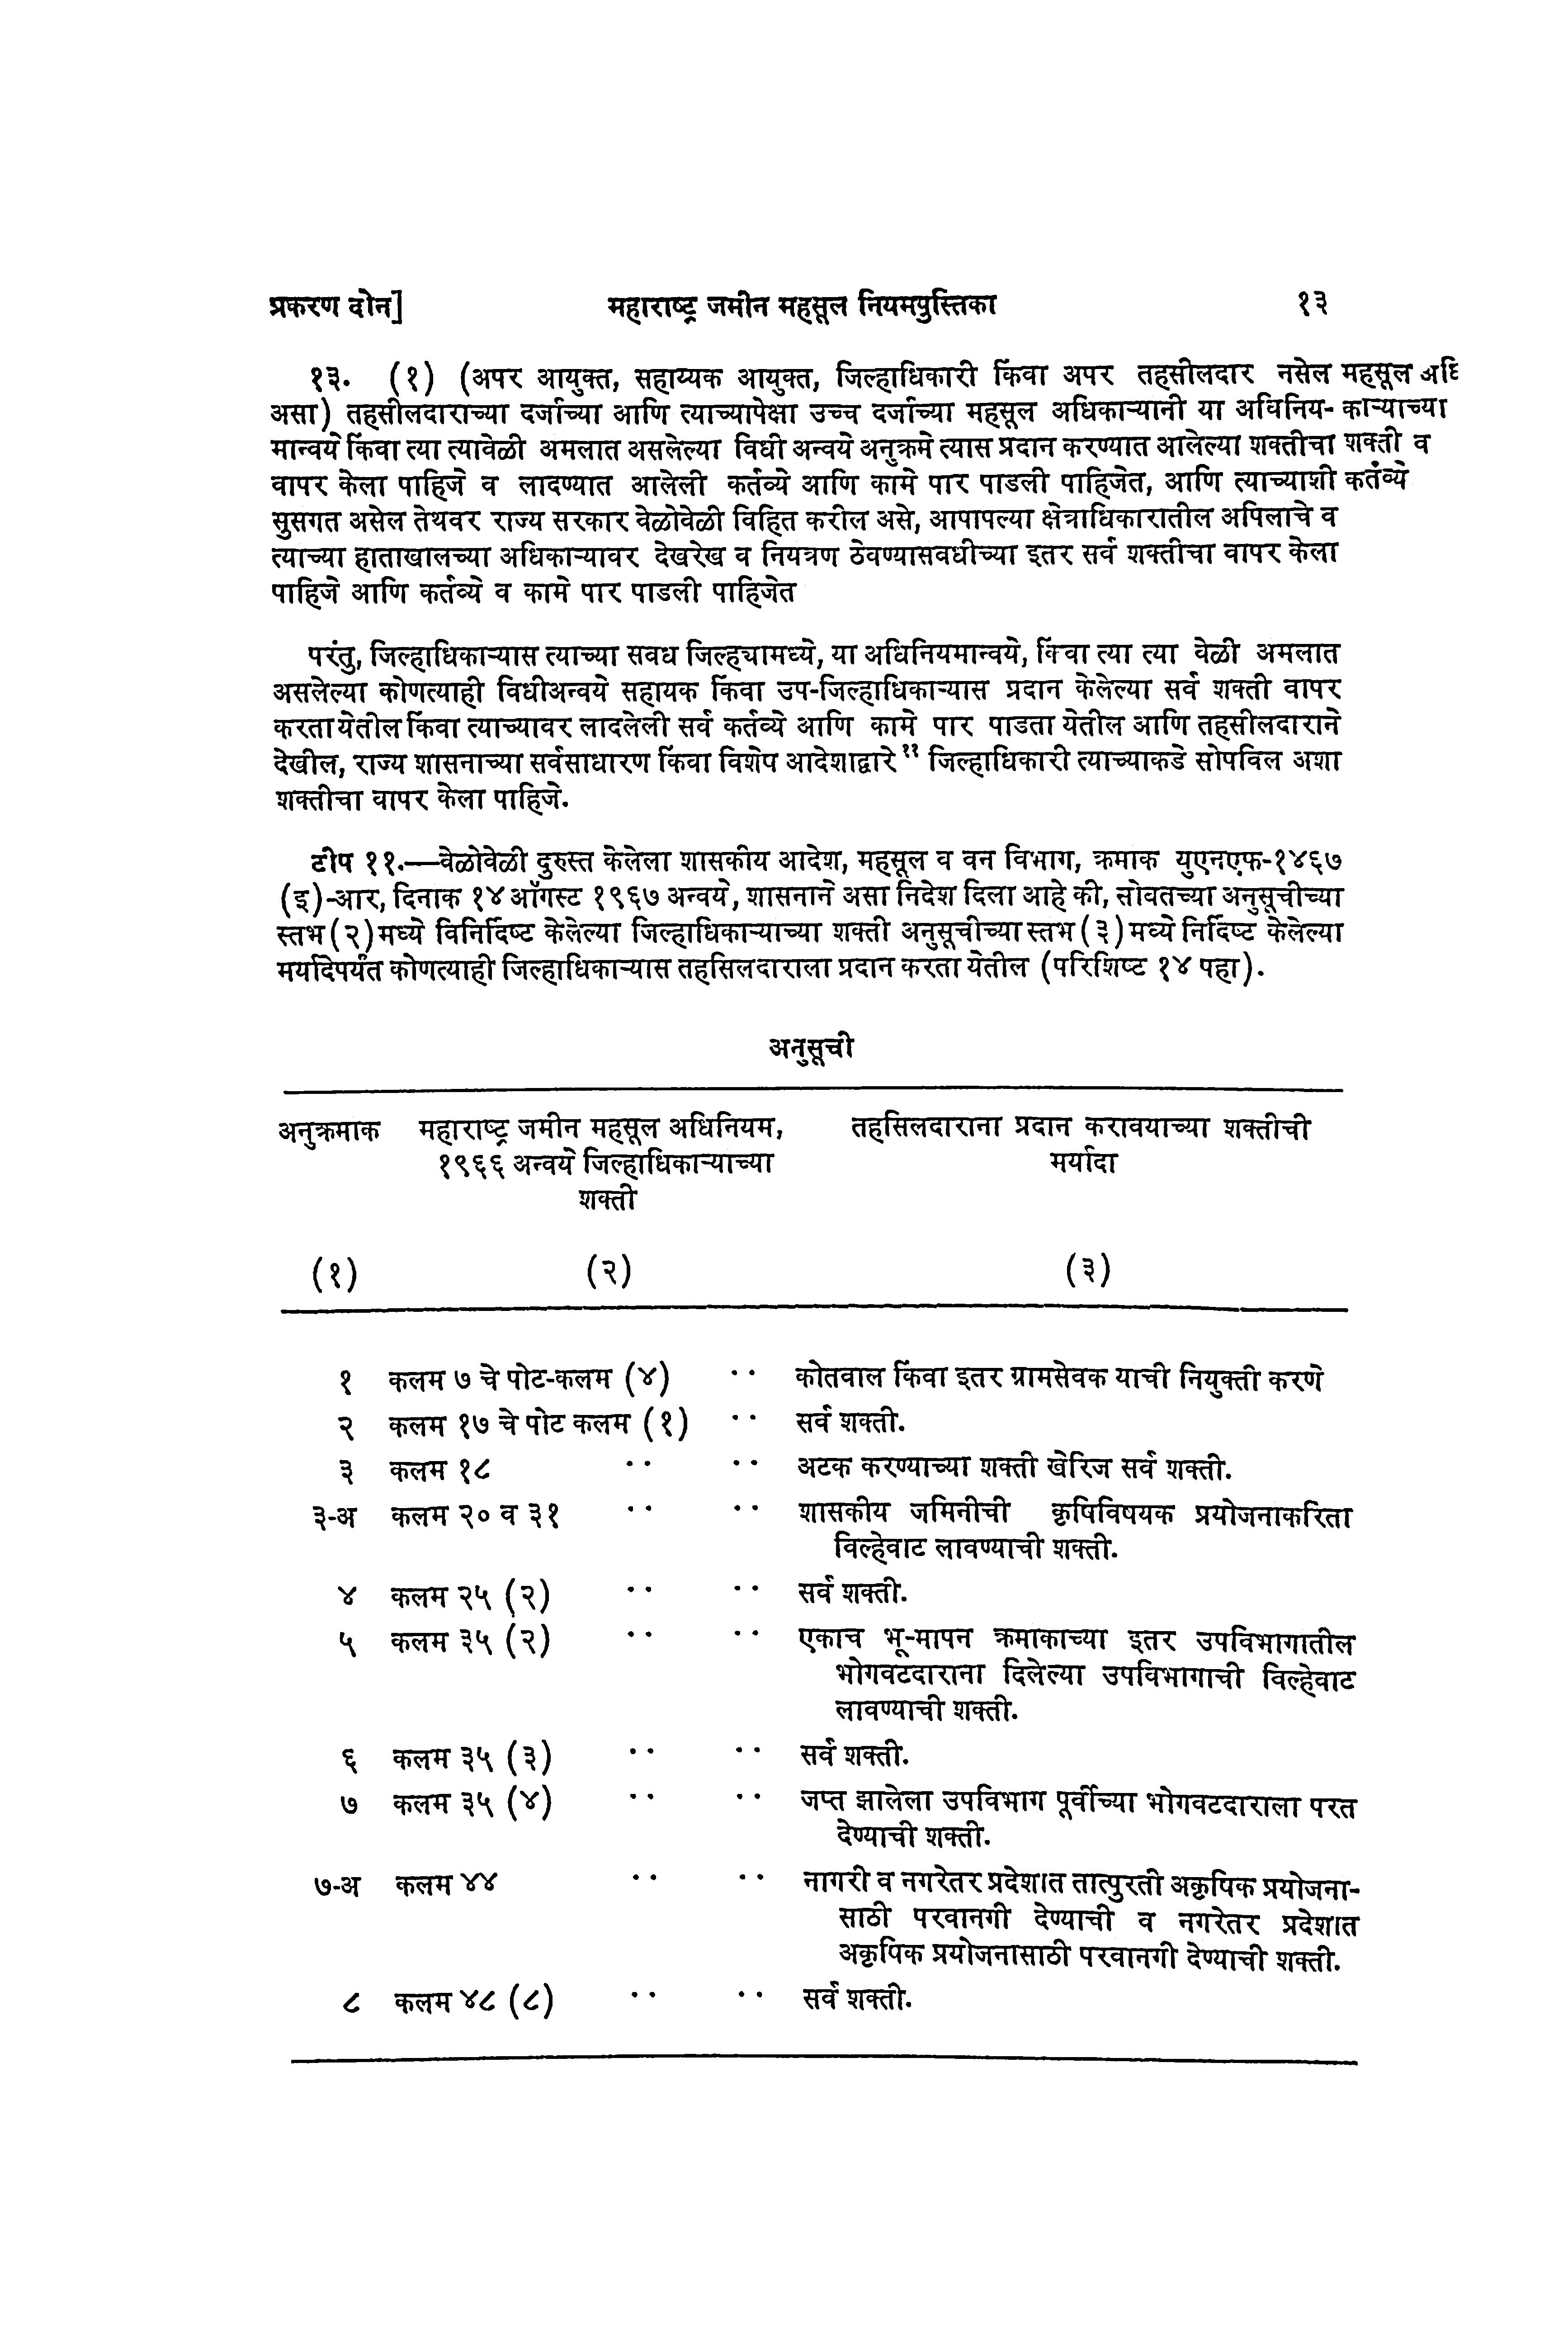 प्रकरण दोन] महाराष्ट्र जमीन महसूल नियमपुस्तिका १३
१३. (१) (अपर आयुक्त, सहाय्यक आयुक्त, जिल्हाधिकारी किंवा अपर तहसीलदार नसेल महसूल अधि
असा) तहसीलदाराच्या दर्जाच्या आणि त्याच्यापेक्षा उच्च दर्जाच्या महसूल अधिकाऱ्यानी या अधिनिय- काऱ्याच्या
मान्वये किंवा त्या त्यावेळी अमलात असलेल्या विधी अन्वये अनुक्रमे त्यास प्रदान करण्यात आलेल्या शक्तीचा शक्ती व
वापर केला पाहिजे व लादण्यात आलेली कर्तव्ये आणि कामे पार पाडली पाहिजेत, आणि त्याच्याशी कर्तव्ये
सुसगत असेल तेथवर राज्य सरकार वेळोवेळी विहित करील असे, आपापल्या क्षेत्राधिकारातील अपिलाचे व
त्याच्या हाताखालच्या अधिकाऱ्यावर देखरेख व नियत्रण ठेवण्यासवधीच्या इतर सर्व शक्तीचा वापर केला
पाहिजे आणि कर्तव्ये व कामे पार पाडली पाहिजेत
परंतु, जिल्हाधिकाऱ्यास त्याच्या सवध जिल्ह्यामध्ये, या अधिनियमान्वये, किंवा त्या त्या वेळी अमलात
असलेल्या कोणत्याही विधीअन्वये सहायक किंवा उप-जिल्हाधिकाऱ्यास प्रदान केलेल्या सर्व शक्ती वापर
करता येतील किंवा त्याच्यावर लादलेली सर्व कर्तव्ये आणि कामे पार पाडता येतील आणि तहसीलदाराने
देखील, राज्य शासनाच्या सर्वसाधारण किंवा विशेप आदेशाद्वारे ११ जिल्हाधिकारी त्याच्याकडे सोपविल अशा
शक्तीचा वापर केला पाहिजे.
टीप ११.—वेळोवेळी दुरुस्त केलेला शासकीय आदेश, महसूल व वन विभाग, क्रमाक युएनएफ-१४६७
(इ)-आर, दिनाक १४ ऑगस्ट १९६७ अन्वये, शासनाने असा निदेश दिला आहे की, सोवतच्या अनुसूचीच्या
स्तभ (२) मध्ये विनिर्दिष्ट केलेल्या जिल्हाधिकाऱ्याच्या शक्ती अनुसूचीच्या स्तभ (३) मध्ये निर्दिष्ट केलेल्या
मर्यादेपर्यंत कोणत्याही जिल्हाधिकाऱ्यास तहसिलदाराला प्रदान करता येतील (परिशिष्ट १४ पहा).
अनुसूची
अनुक्रमाक महाराष्ट्र जमीन महसूल अधिनियम, तहसिलदाराना प्रदान करावयाच्या शक्तीची
१९६६ अन्वये जिल्हाधिकाऱ्याच्या मर्यादा
शक्ती
(१) (२) (३)
१ कलम ७ चे पोट-कलम (४) ·· कोतवाल किंवा इतर ग्रामसेवक याची नियुक्ती करणे
२ कलम १७ चे पोट कलम (१) ·· सर्व शक्ती.
३ कलम १८ ·· ·· अटक करण्याच्या शक्ती खेरिज सर्व शक्ती.
३-अ कलम २० व ३१ ·· ·· शासकीय जमिनीची कृषिविषयक प्रयोजनाकरिता
विल्हेवाट लावण्याची शक्ती.
४ कलम २५ (२) ·· ·· सर्व शक्ती.
५ कलम ३५ (२) ·· ·· एकाच भू-मापन क्रमाकाच्या इतर उपविभागातील
भोगवटदाराना दिलेल्या उपविभागाची विल्हेवाट
लावण्याची शक्ती.
६ कलम ३५ (३) ·· ·· सर्व शक्ती.
७ कलम ३५ (४) ·· ·· जप्त झालेला उपविभाग पूर्वीच्या भोगवटदाराला परत
देण्याची शक्ती.
७-अ कलम ४४ ·· ·· नागरी व नगरेतर प्रदेशात तात्पुरती अकृपिक प्रयोजना-
साठी परवानगी देण्याची व नगरेतर प्रदेशात
अकृपिक प्रयोजनासाठी परवानगी देण्याची शक्ती.
८ कलम ४८ (८) ·· ·· सर्व शक्ती.